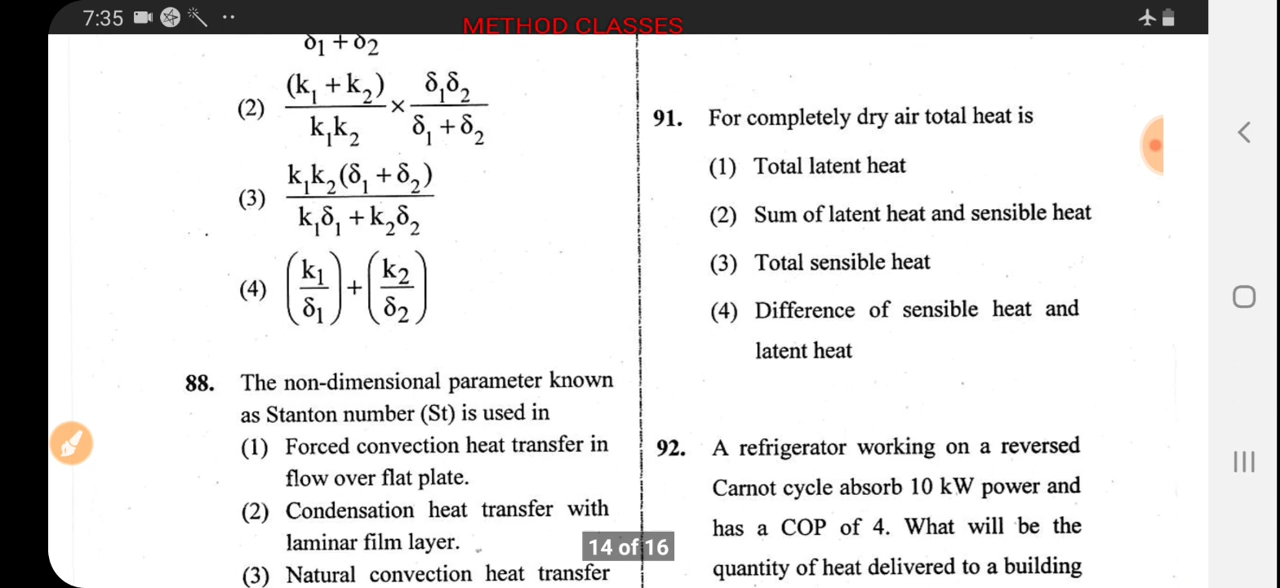 7:35
METHOD CLASSES
δ1 + δ2
(2) (k1 + k2) / k1k2 × δ1δ2 / δ1 + δ2
(3) k1k2(δ1 + δ2) / k1δ1 + k2δ2
(4) (k1/δ1) + (k2/δ2)
88. The non-dimensional parameter known
as Stanton number (St) is used in
(1) Forced convection heat transfer in
flow over flat plate.
(2) Condensation heat transfer with
laminar film layer.
(3) Natural convection heat transfer
91. For completely dry air total heat is
(1) Total latent heat
(2) Sum of latent heat and sensible heat
(3) Total sensible heat
(4) Difference of sensible heat and
latent heat
92. A refrigerator working on a reversed
Carnot cycle absorb 10 kW power and
has a COP of 4. What will be the
quantity of heat delivered to a building
14 of 16